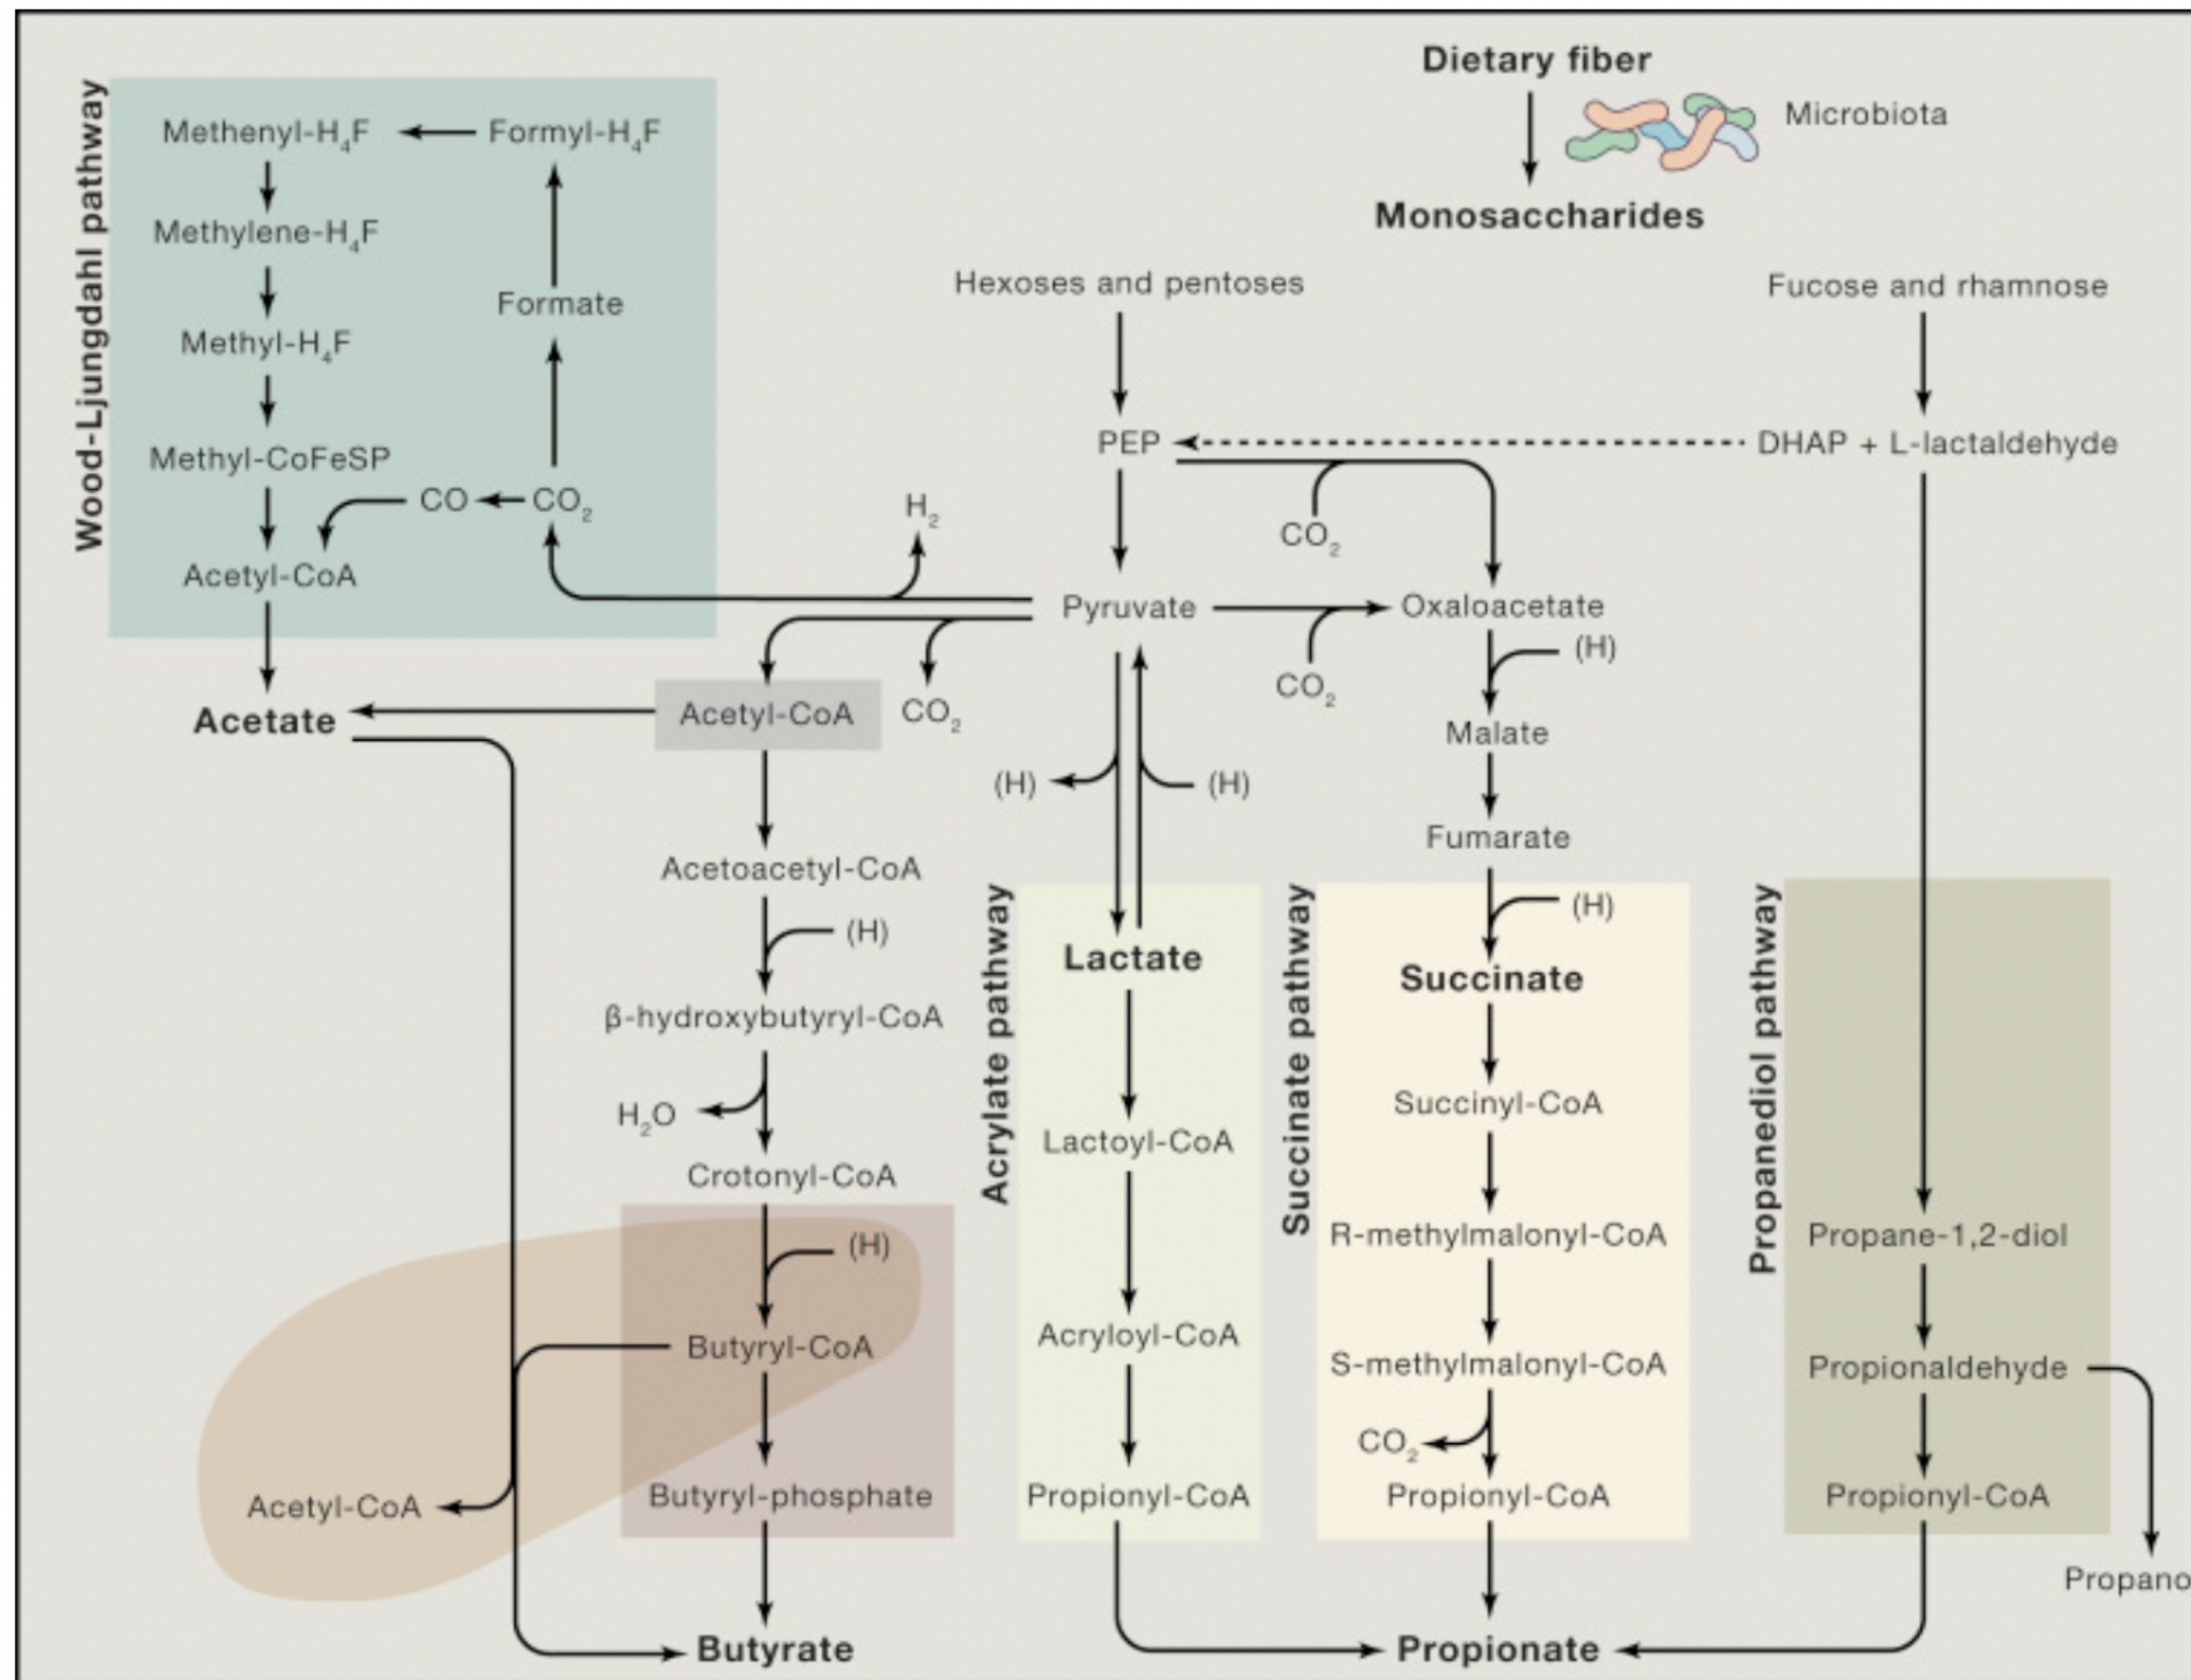 Dietary fiber
Microbiota
Monosaccharides
Wood-Ljungdahl pathway
Methenyl-H₄F
Formyl-H₄F
Methylene-H₄F
Formate
Methyl-H₄F
Methyl-CoFeSP
CO
CO₂
Acetyl-CoA
Acetate
Hexoses and pentoses
Fucose and rhamnose
PEP
DHAP + L-lactaldehyde
H₂
CO₂
Pyruvate
Oxaloacetate
CO₂
(H)
Acetyl-CoA
CO₂
Malate
(H)
(H)
Fumarate
Acetoacetyl-CoA
(H)
β-hydroxybutyryl-CoA
H₂O
Crotonyl-CoA
(H)
Butyryl-CoA
Acetyl-CoA
Butyryl-phosphate
Butyrate
Acrylate pathway
Lactate
Lactoyl-CoA
Acryloyl-CoA
Propionyl-CoA
Succinate pathway
(H)
Succinate
Succinyl-CoA
R-methylmalonyl-CoA
S-methylmalonyl-CoA
CO₂
Propionyl-CoA
Propanediol pathway
Propane-1,2-diol
Propionaldehyde
Propionyl-CoA
Propano
Propionate